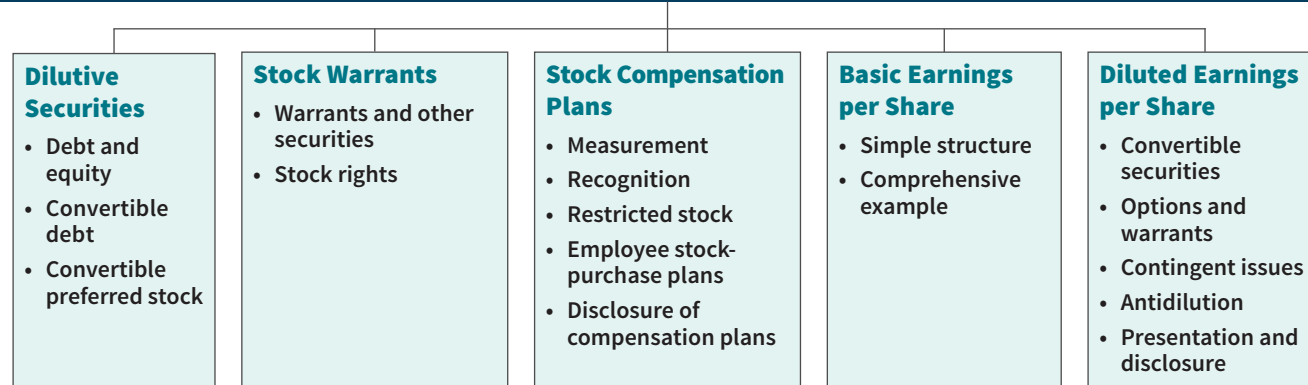 Dilutive
Securities
• Debt and
equity
• Convertible
debt
• Convertible
preferred stock
Stock Warrants
• Warrants and other
securities
• Stock rights
Stock Compensation
Plans
• Measurement
• Recognition
• Restricted stock
• Employee stock-
purchase plans
• Disclosure of
compensation plans
Basic Earnings
per Share
• Simple structure
• Comprehensive
example
Diluted Earnings
per Share
• Convertible
securities
• Options and
warrants
• Contingent issues
• Antidilution
• Presentation and
disclosure